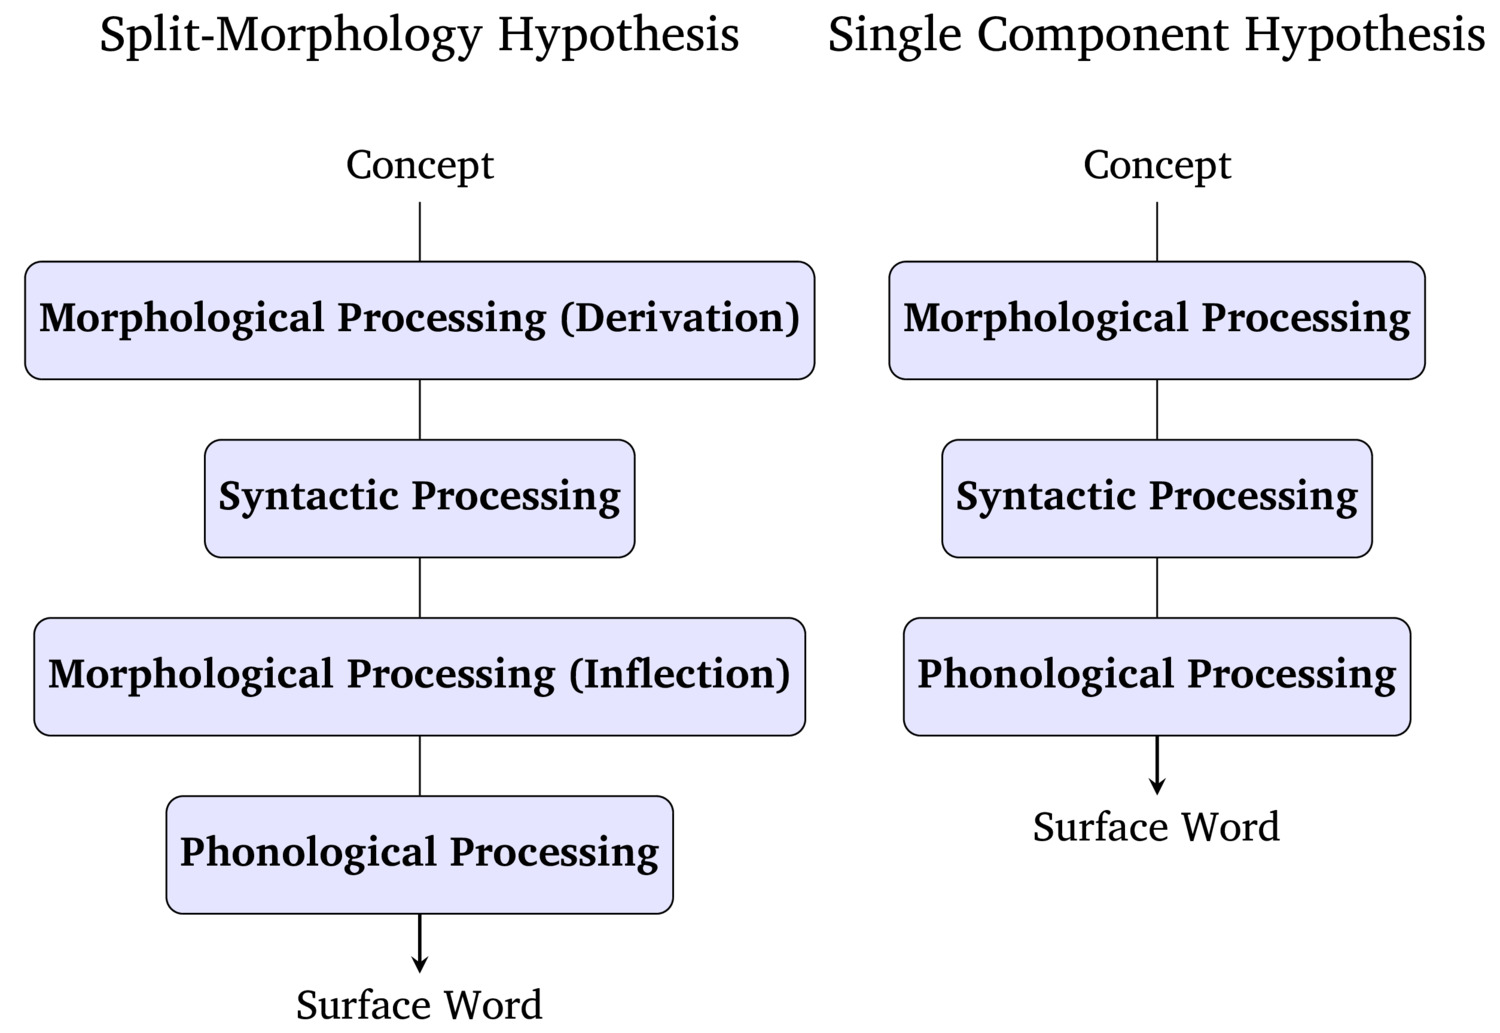 Split-Morphology Hypothesis
Concept
Morphological Processing (Derivation)
Syntactic Processing
Morphological Processing (Inflection)
Phonological Processing
Surface Word
Single Component Hypothesis
Concept
Morphological Processing
Syntactic Processing
Phonological Processing
Surface Word